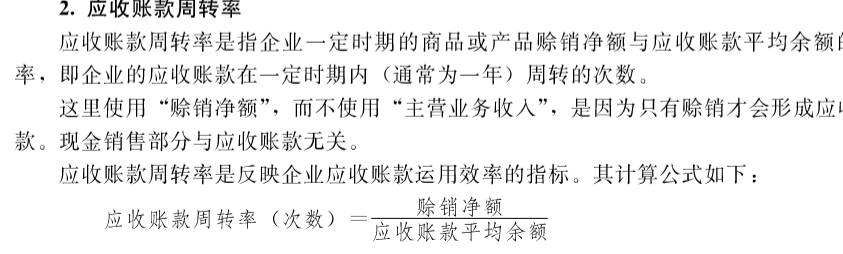 2. 应收账款周转率
应收账款周转率是指企业一定时期的商品或产品赊销净额与应收账款平均余额的
率，即企业的应收账款在一定时期内（通常为一年）周转的次数。
这里使用“赊销净额”，而不使用“主营业务收入”，是因为只有赊销才会形成应收
款。现金销售部分与应收账款无关。
应收账款周转率是反映企业应收账款运用效率的指标。其计算公式如下：
应收账款周转率（次数）=赊销净额/应收账款平均余额